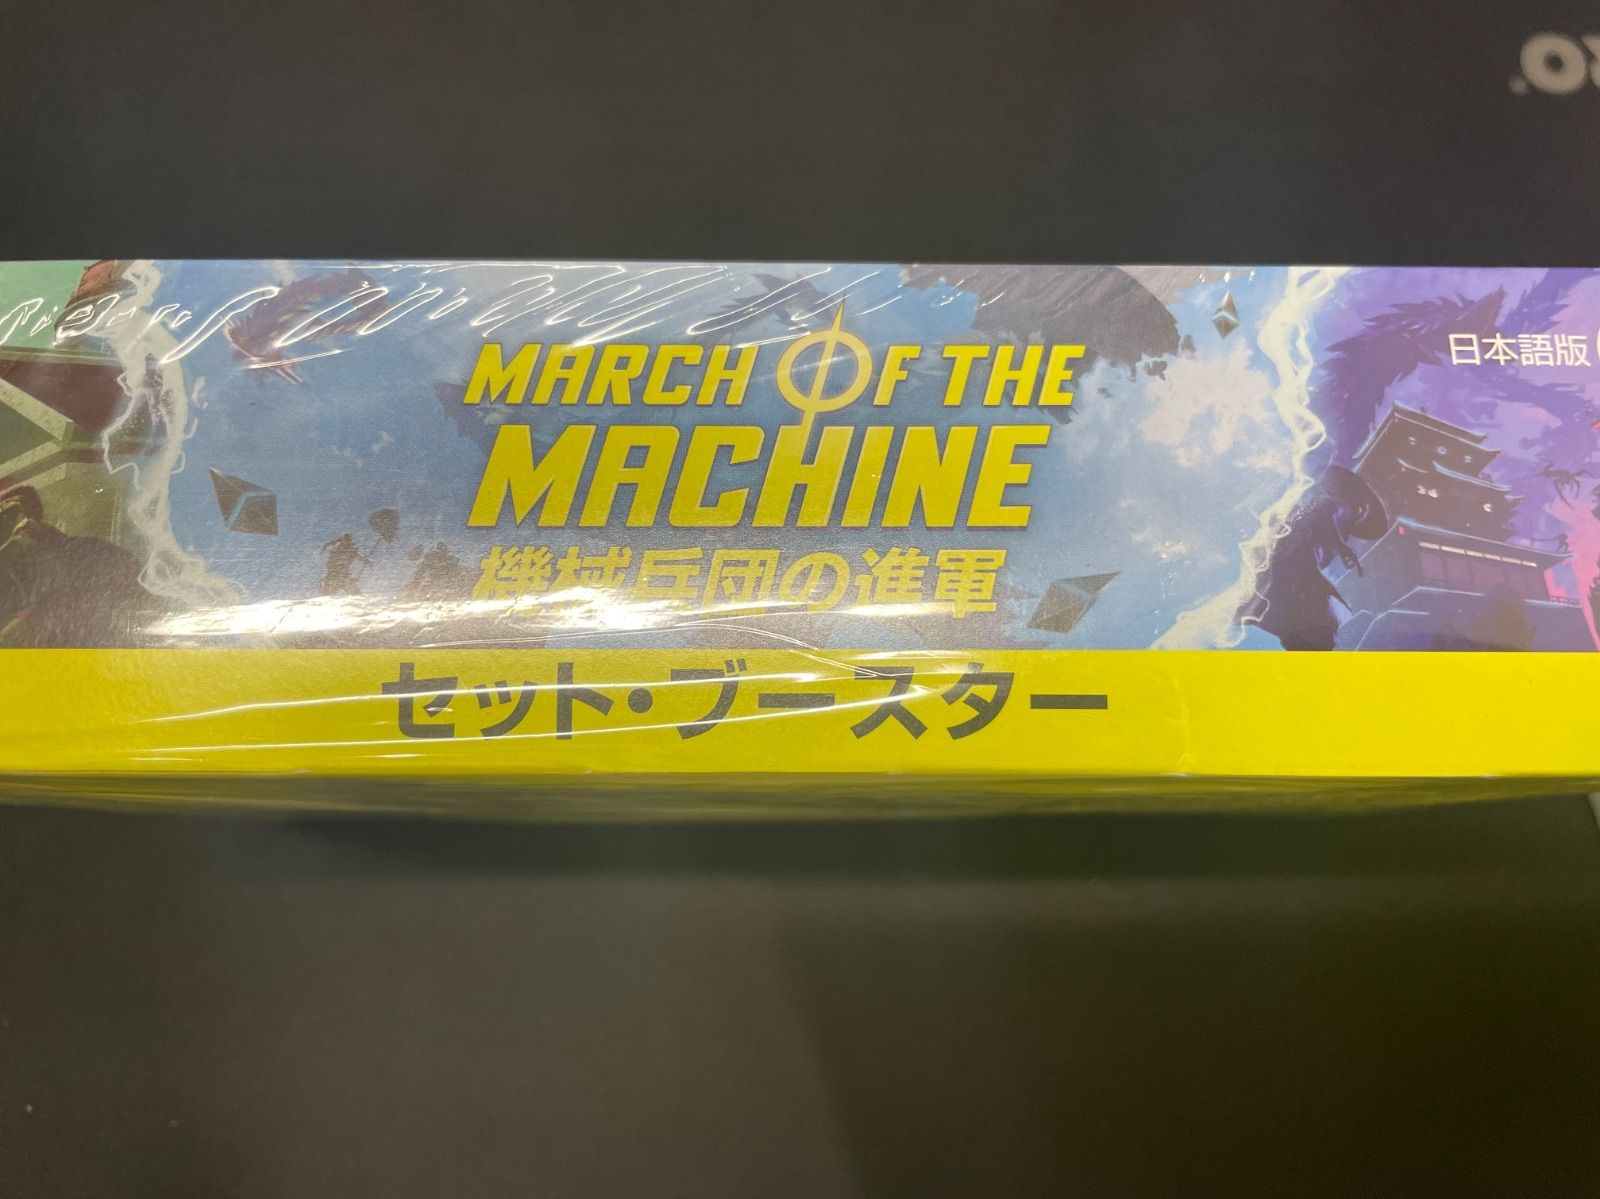 MARCH OF THE
MACHINE
機械兵団の進軍
日本語版
セット・ブースター